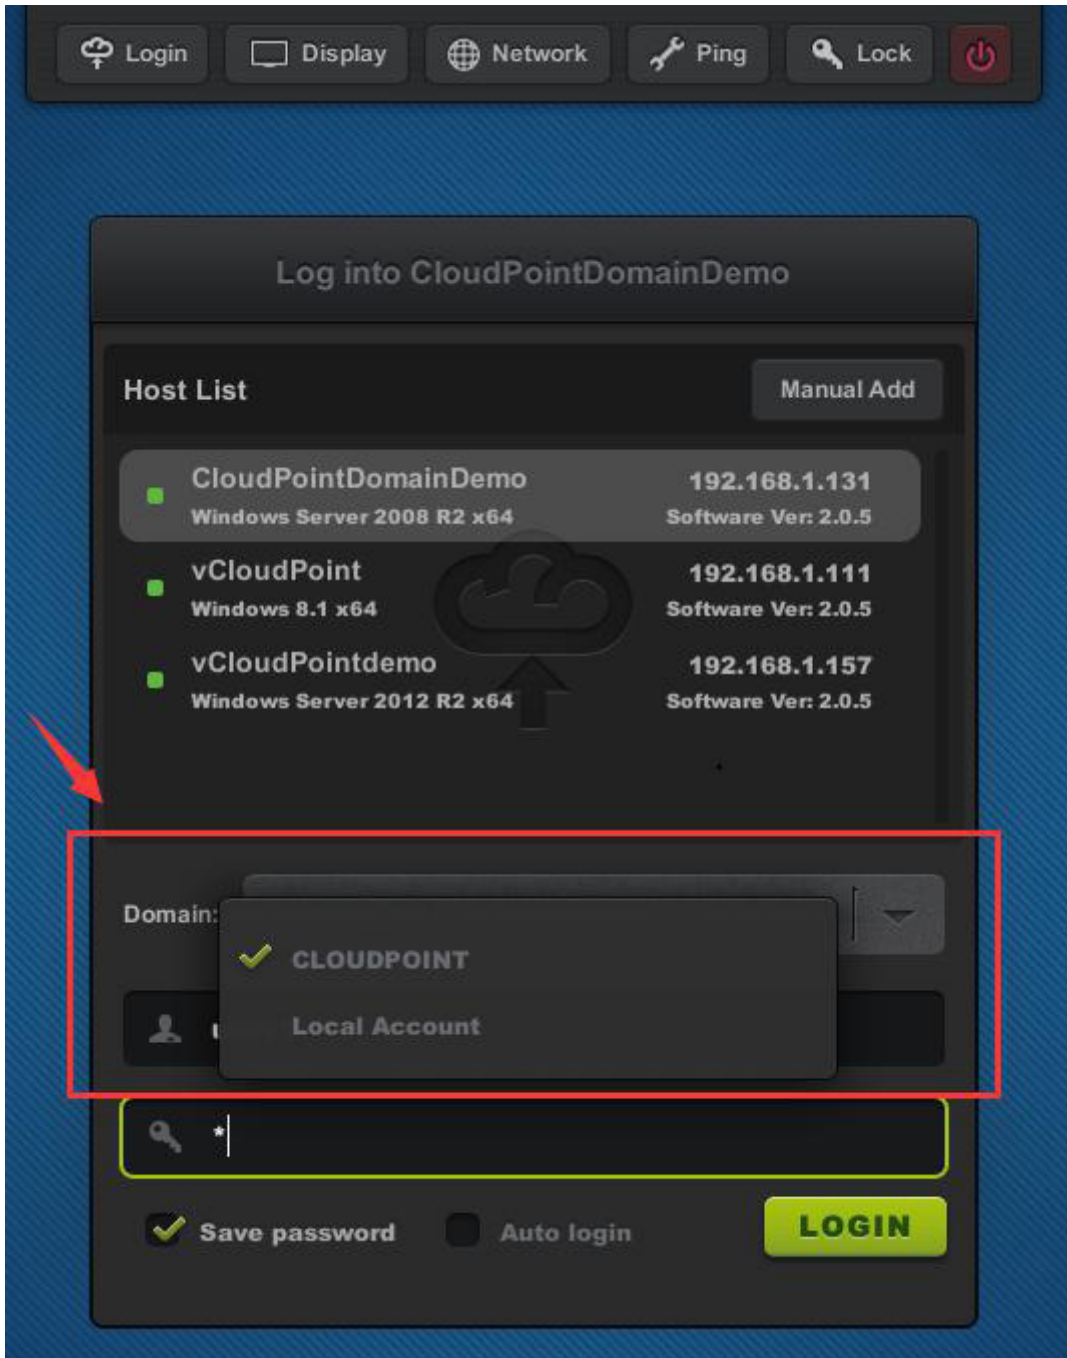 Login Display Network Ping Lock
Log into CloudPointDomainDemo
Host List Manual Add
CloudPointDomainDemo 192.168.1.131
Windows Server 2008 R2 x64 Software Ver: 2.0.5
vCloudPoint 192.168.1.111
Windows 8.1 x64 Software Ver: 2.0.5
vCloudPointdemo 192.168.1.157
Windows Server 2012 R2 x64 Software Ver: 2.0.5
Domain:
CLOUDPOINT
Local Account
*
Save password Auto login LOGIN